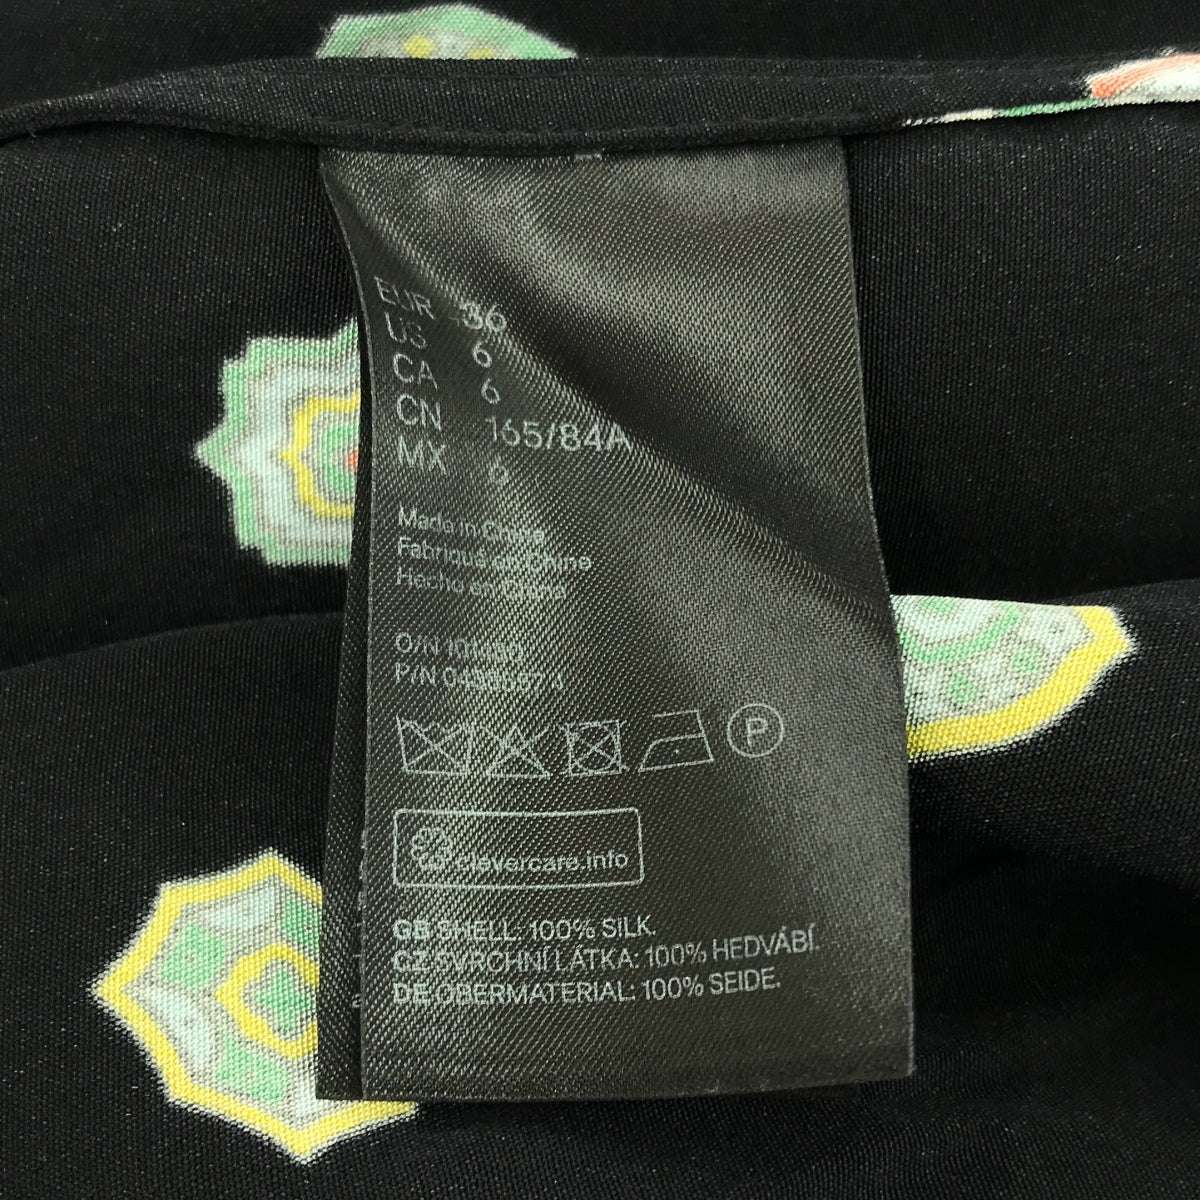 EUR 36
US 6
CA 6
CN 165/84A
MX 6
Made in China
Fabriqué en Chine
Hecho en China
O/N
P/N
P
clevercare.info
GB SHELL: 100% SILK.
CZ SVRCHNÍ LÁTKA: 100% HEDVÁBÍ.
DE OBERMATERIAL: 100% SEIDE.